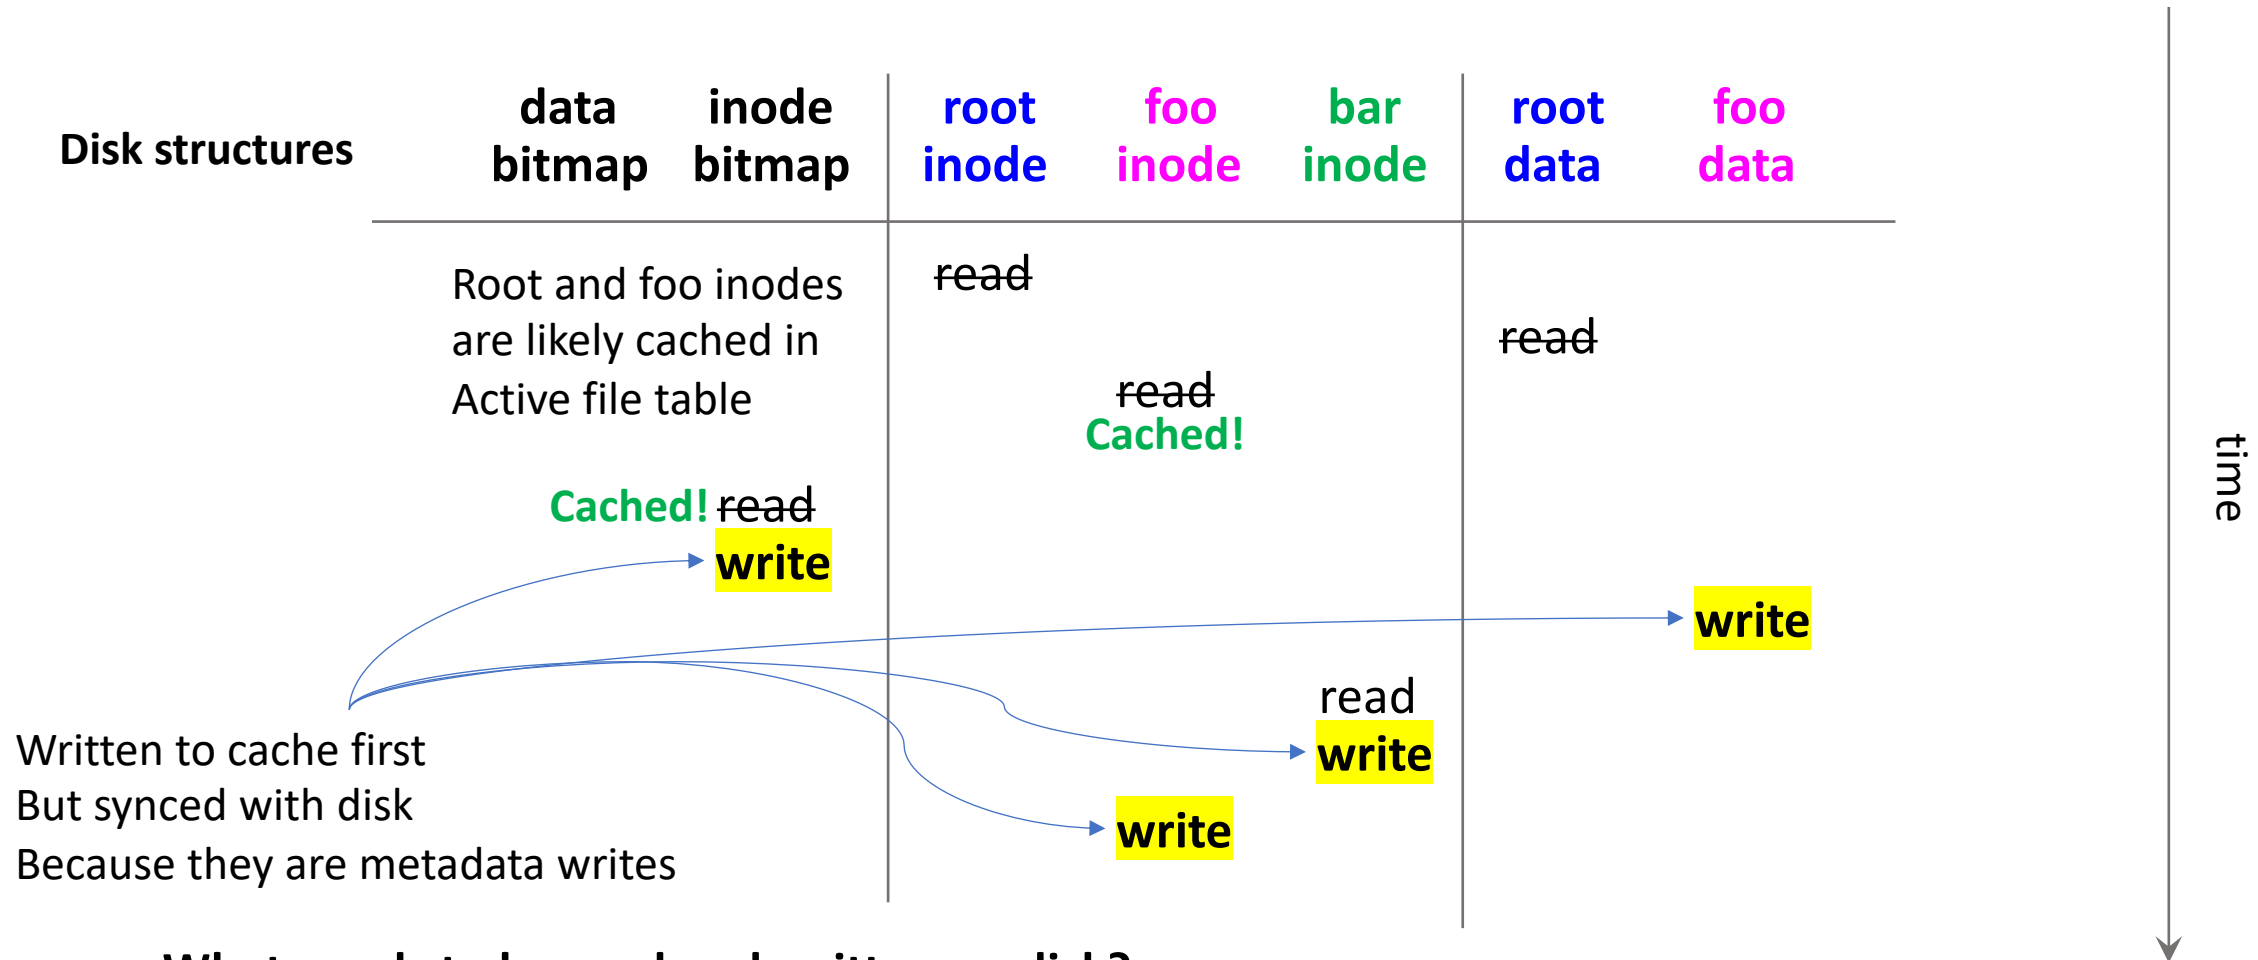 Disk structures
data bitmap
inode bitmap
root inode
foo inode
bar inode
root data
foo data
Root and foo inodes
are likely cached in
Active file table
read
read
read
Cached!
Cached! read
write
write
read
write
write
Written to cache first
But synced with disk
Because they are metadata writes
time